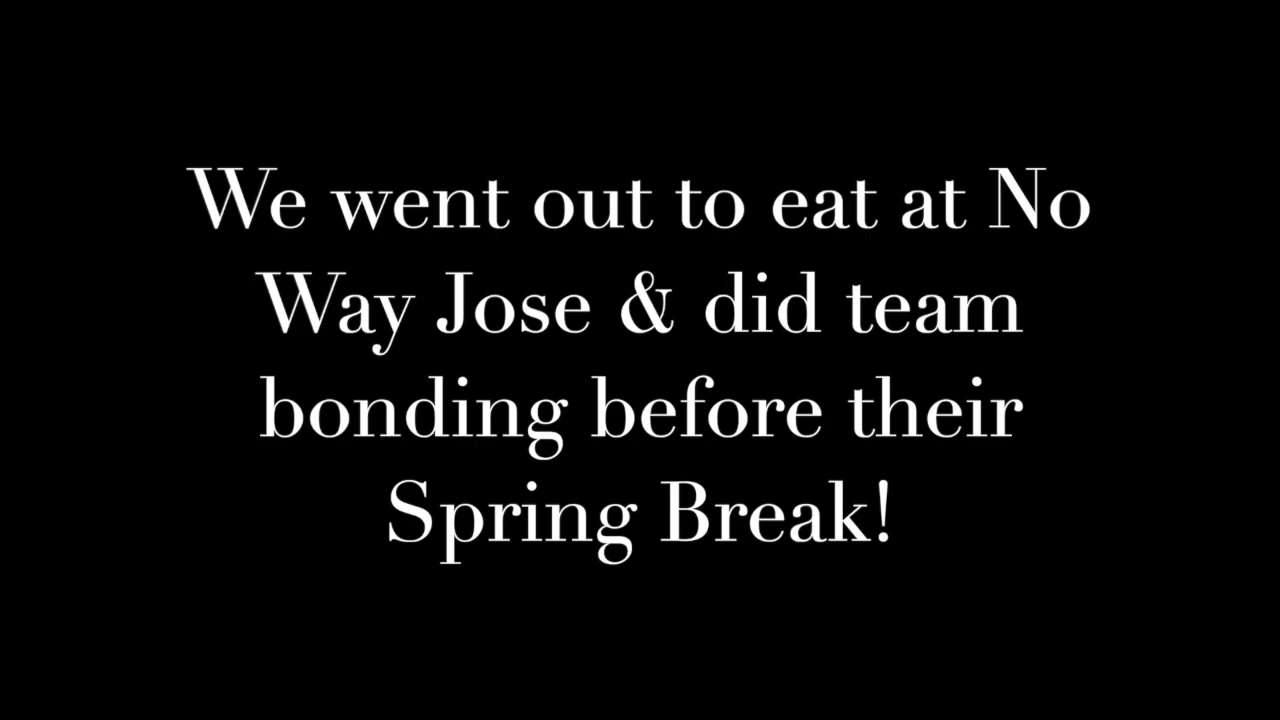 We went out to eat at No
Way Jose & did team
bonding before their
Spring Break!